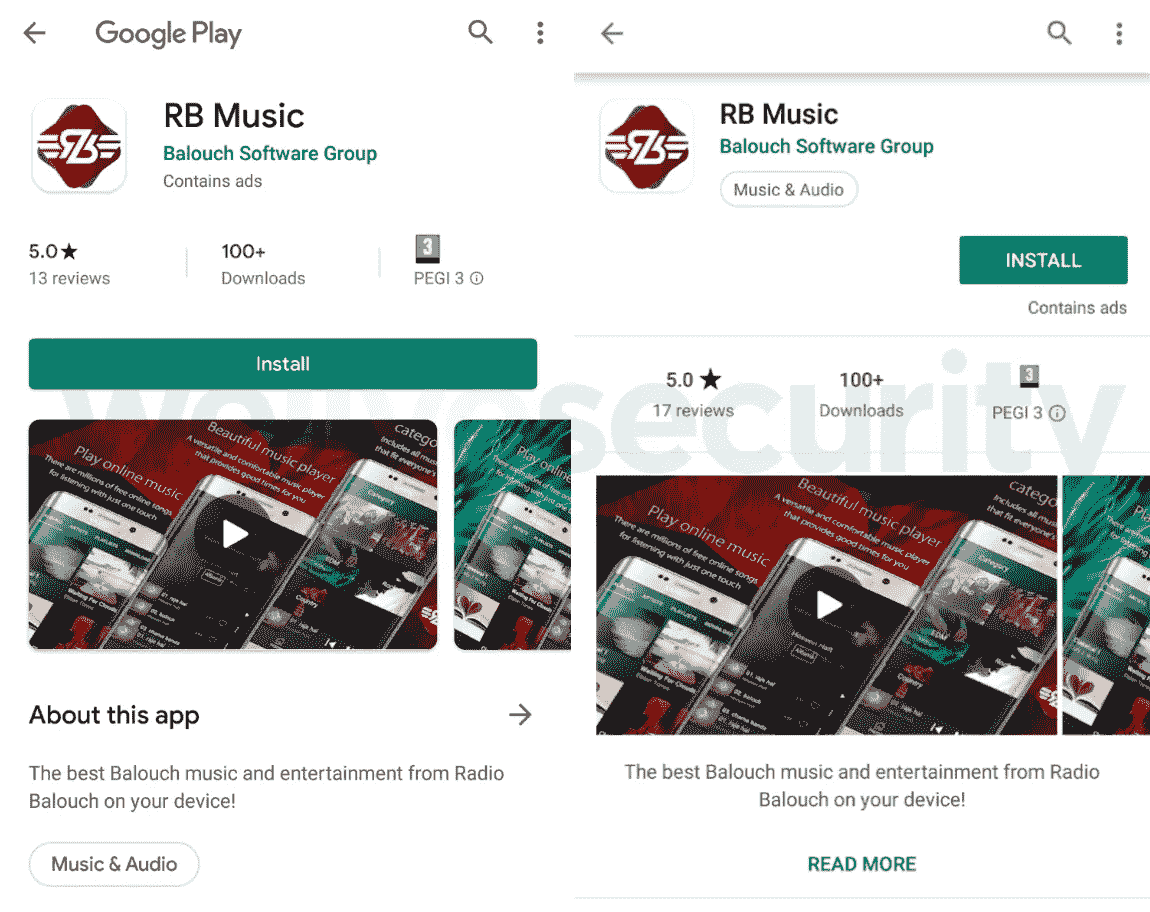 Google Play
RB Music
Balouch Software Group
Contains ads
5.0★
13 reviews
100+
Downloads
3
PEGI 3
Install
Beautiful music player
A versatile and comfortable music player
that provides good times for you
Play online music
There are millions of free online songs
for listening with just one touch
Catego
Includes all mus
that fit everyone's
Country
About this app
The best Balouch music and entertainment from Radio
Balouch on your device!
Music & Audio
RB Music
Balouch Software Group
Music & Audio
INSTALL
Contains ads
5.0 ★
17 reviews
100+
Downloads
3
PEGI 3
welivesecurity
Beautiful music player
A versatile and comfortable music player
that provides good times for you
Play online music
There are millions of free online songs
for listening with just one touch
Catego
Includes all mus
that fit everyone's
EDM
Country
The best Balouch music and entertainment from Radio
Balouch on your device!
READ MORE